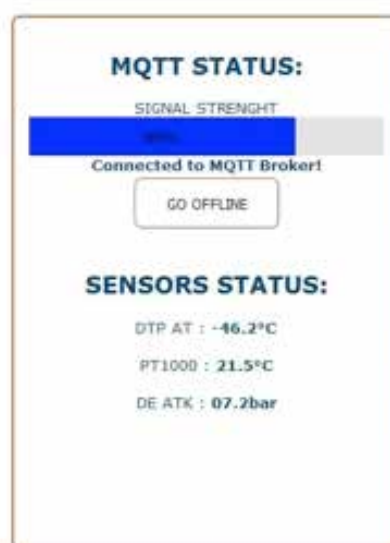 MQTT STATUS:
SIGNAL STRENGHT
Connected to MQTT Broker!
GO OFFLINE
SENSORS STATUS:
DTP AT : -46.2°C
PT1000 : 21.5°C
DE ATK : 07.2bar